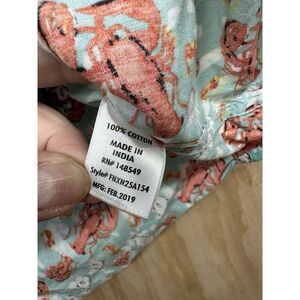 100% COTTON
MADE IN
INDIA
RN# 148549
Style# FNXN25A154
MFG: FEB.2019